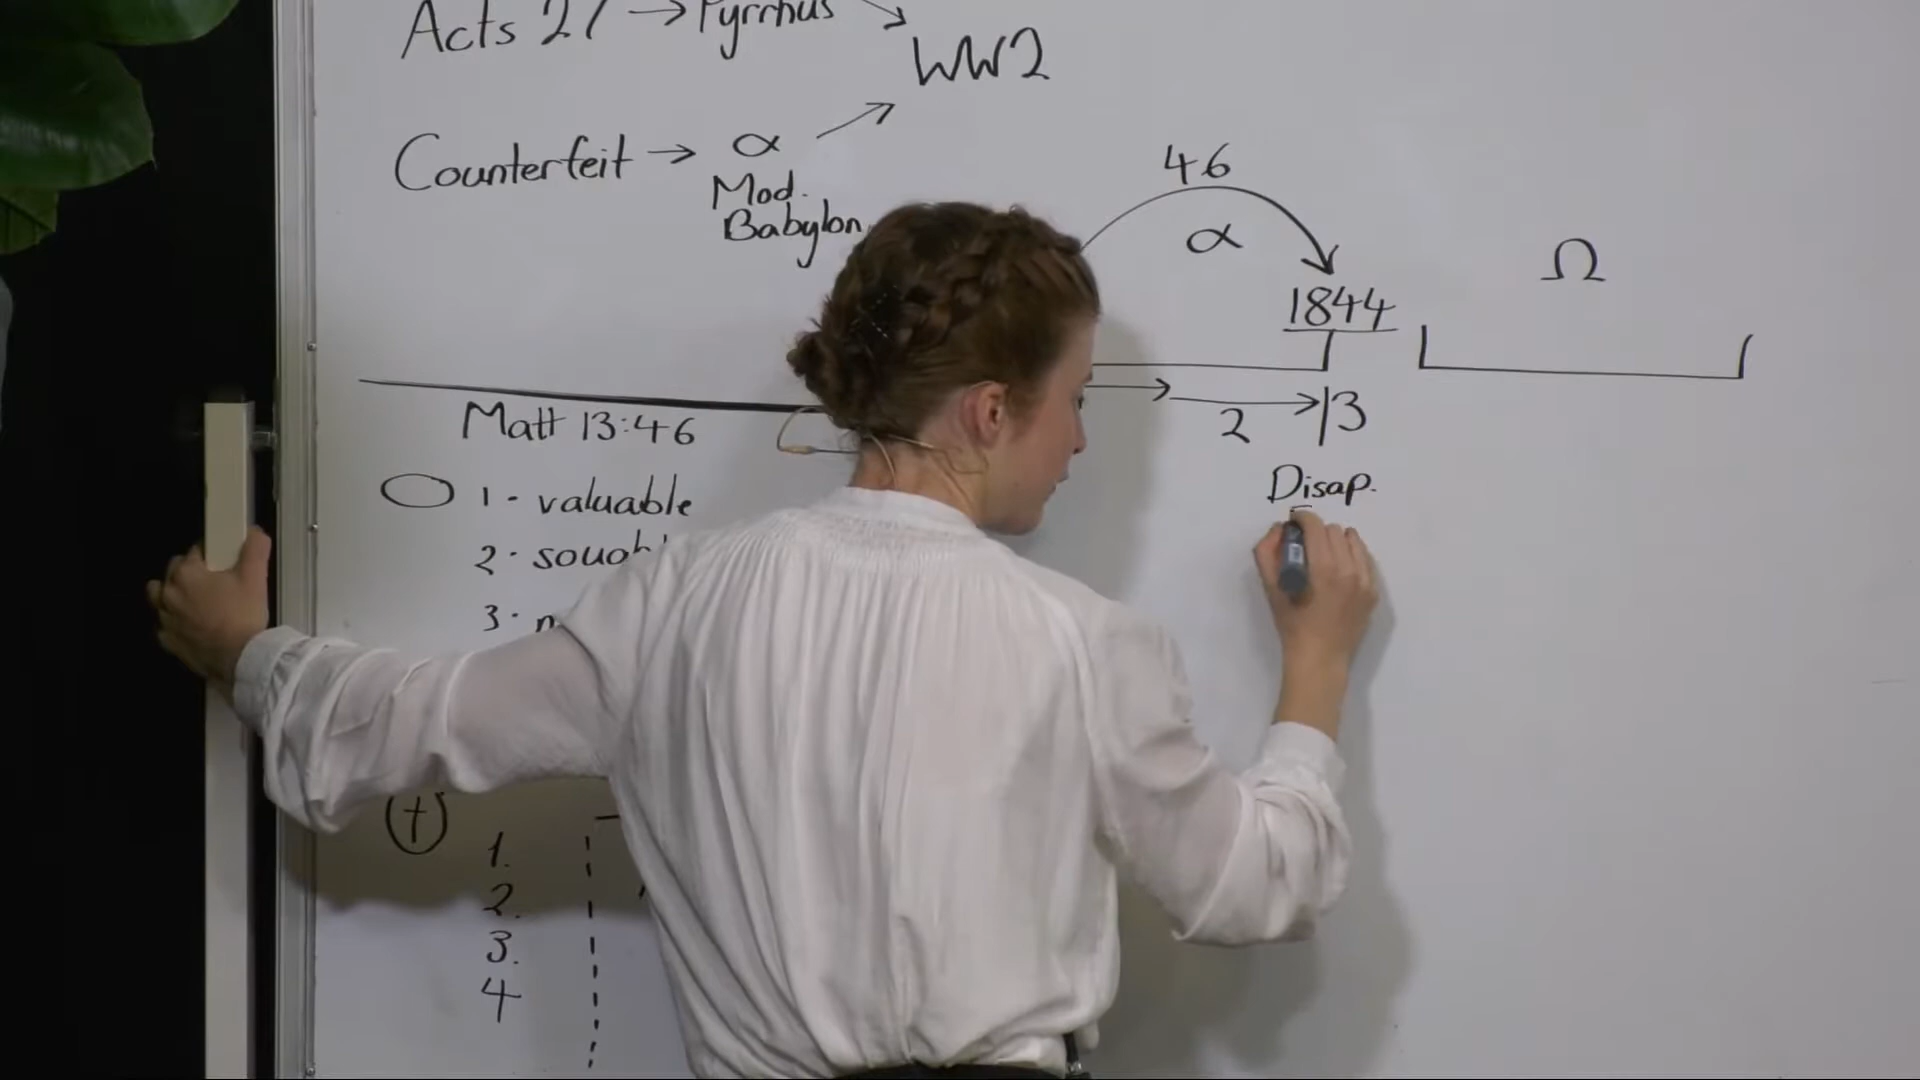 Acts 27 → Pyrrhus
WW2
Counterfeit → α
Mod.
Babylon
46
α
1844
Ω
2
3
Disap.
Matt 13:46
1 - valuable
2 -
3 -
1.
2.
3.
4